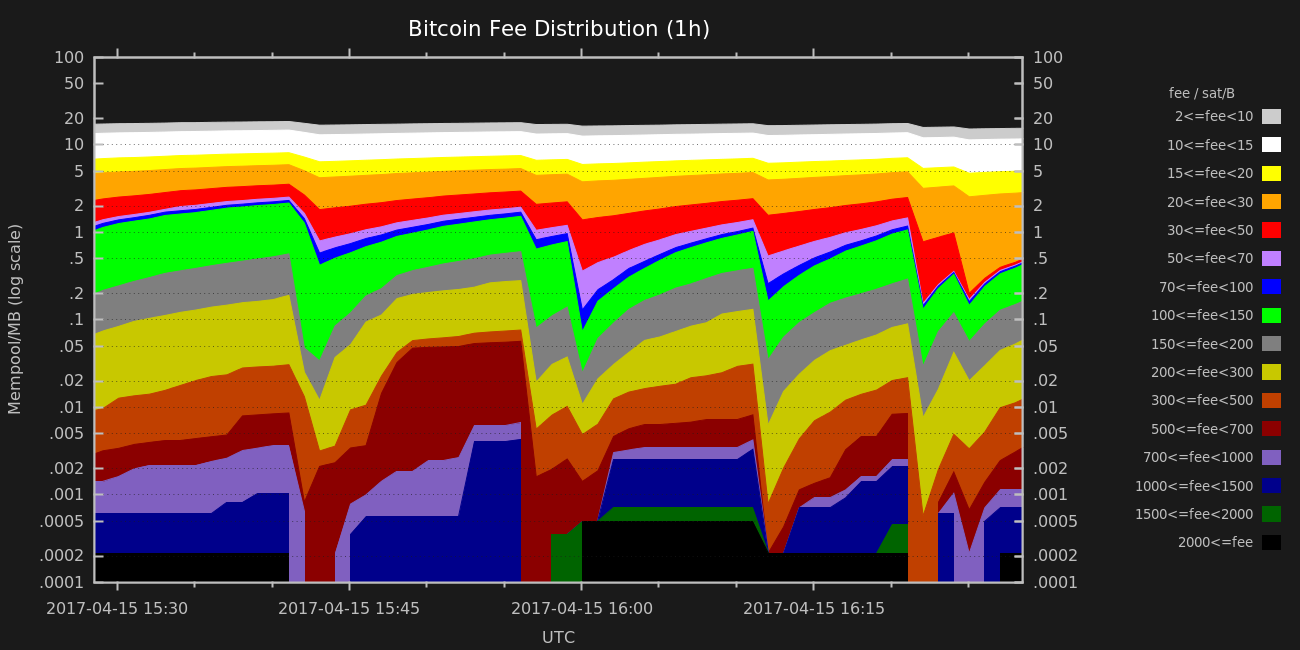 Bitcoin Fee Distribution (1h)
100
50
20
10
5
2
1
.5
.2
.1
.05
.02
.01
.005
.002
.001
.0005
.0002
.0001
Mempool/MB (log scale)
100
50
20
10
5
2
1
.5
.2
.1
.05
.02
.01
.005
.002
.001
.0005
.0002
.0001
2017-04-15 15:30
2017-04-15 15:45
2017-04-15 16:00
2017-04-15 16:15
UTC
fee / sat/B
2<=fee<10
10<=fee<15
15<=fee<20
20<=fee<30
30<=fee<50
50<=fee<70
70<=fee<100
100<=fee<150
150<=fee<200
200<=fee<300
300<=fee<500
500<=fee<700
700<=fee<1000
1000<=fee<1500
1500<=fee<2000
2000<=fee